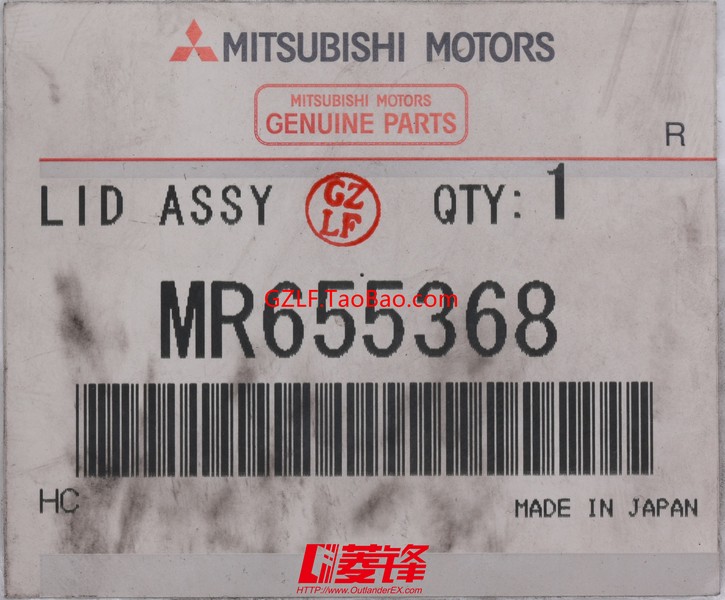 MITSUBISHI MOTORS
MITSUBISHI MOTORS
GENUINE PARTS
R
LID ASSY
GZ
LF
QTY: 1
MR655368
GZLF.TaoBao.com
HC
MADE IN JAPAN
菱锋
HTTP://www.OutlanderEX.com